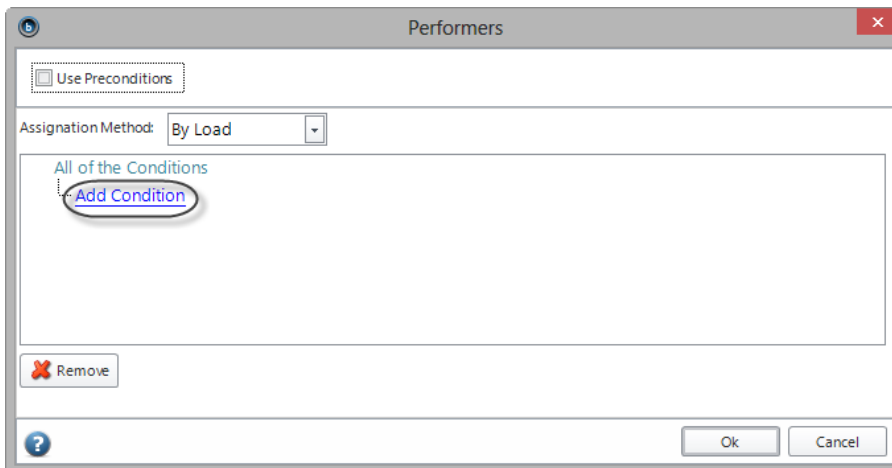 Performers
Use Preconditions
Assignation Method: By Load
All of the Conditions
Add Condition
Remove
Ok Cancel